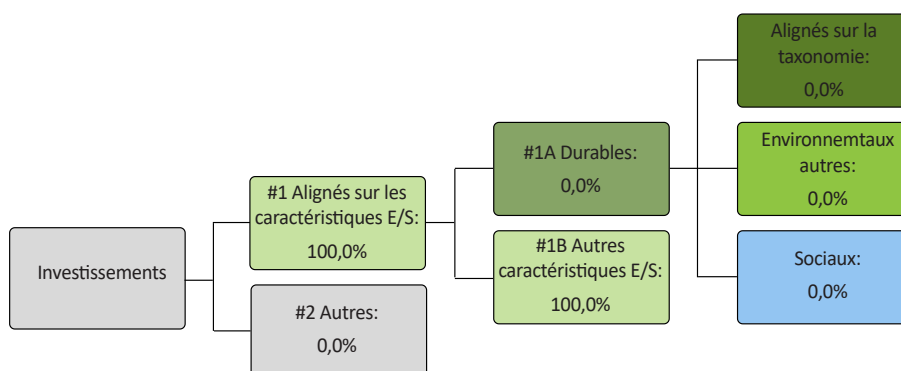 Investissements
#1 Alignés sur les
caractéristiques E/S:
100,0%
#2 Autres:
0,0%
#1A Durables:
0,0%
#1B Autres
caractéristiques E/S:
100,0%
Alignés sur la
taxonomie:
0,0%
Environnemtaux
autres:
0,0%
Sociaux:
0,0%